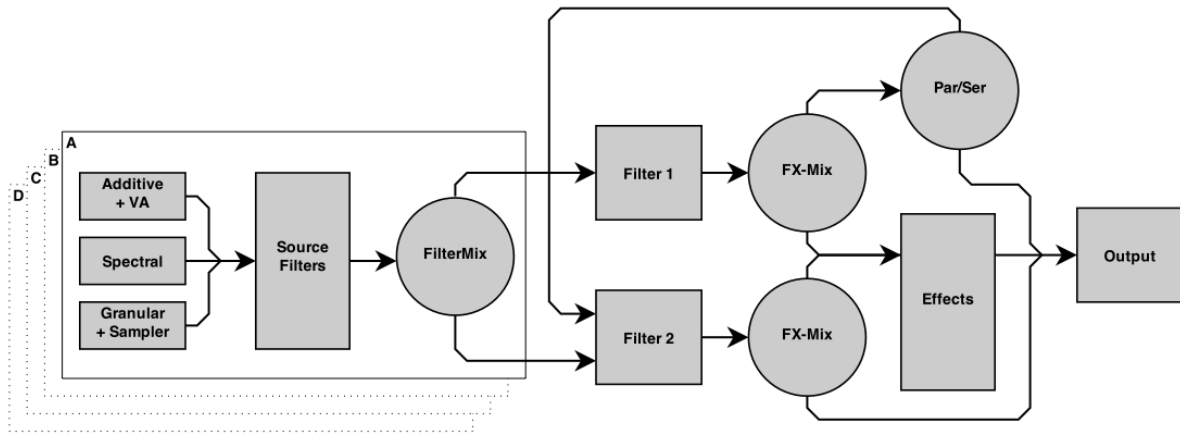 A
B
C
D
Additive
+ VA
Spectral
Granular
+ Sampler
Source
Filters
FilterMix
Filter 1
Filter 2
FX-Mix
FX-Mix
Par/Ser
Effects
Output